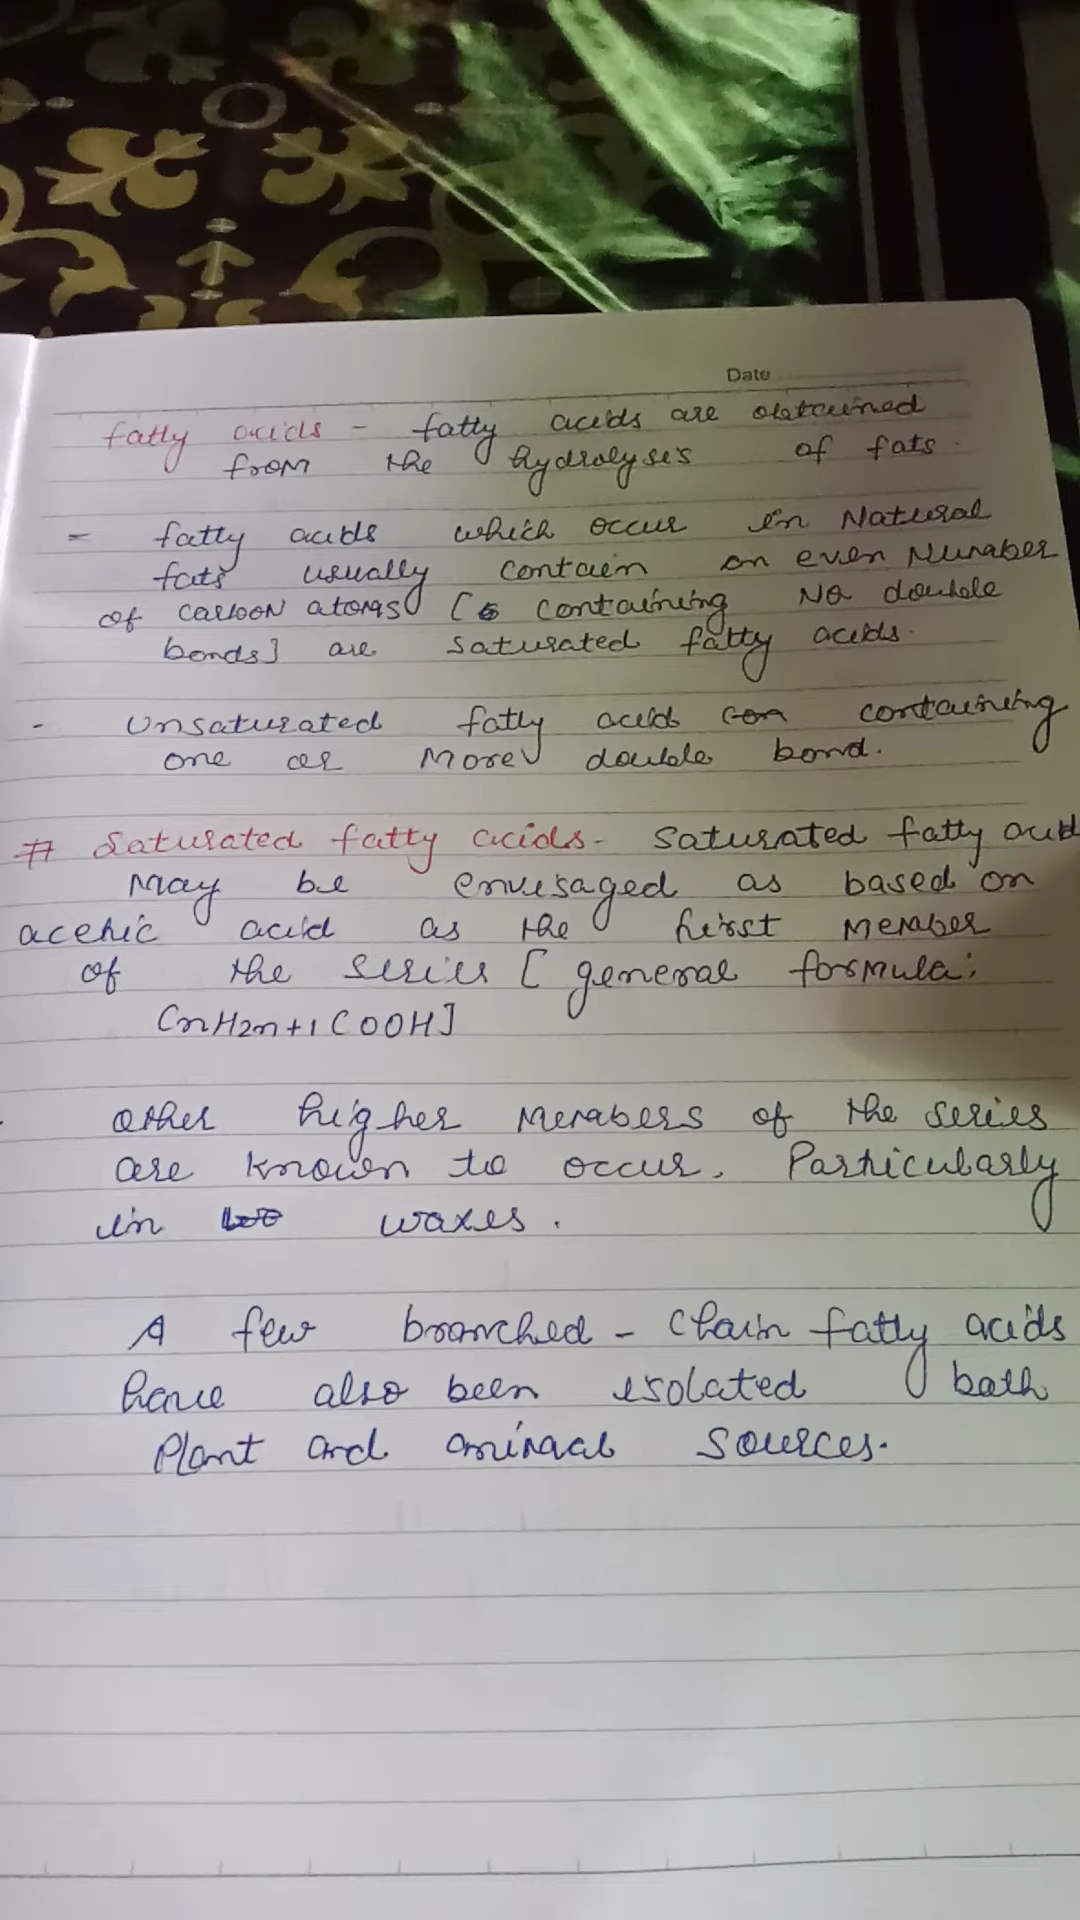 Date
fatty acids - fatty acids are obtained
from the hydrolyses of fats
= fatty acids which occur in Natural
fats usually contain an even Number
of carbon atoms [ containing No double
bonds] are saturated fatty acids.
- Unsaturated fatty acid containing
one or More double bond.
# Saturated fatty acids - Saturated fatty acid
May be envisaged as based on
acetic acid as the first Member
of the series [ general formula:
CnH2n+1COOH]
Other higher Members of the series
are known to occur. Particularly
in waxes.
A few branched - chain fatty acids
have also been isolated bath
Plant and animal sources.